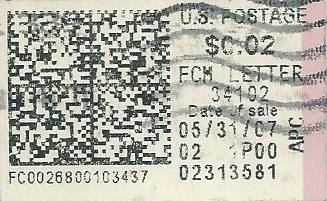 U.S. POSTAGE
$0.02
FCM LETTER
34102
Date of sale
05/31/07
02 1P00
02313581
APC
FC0026800103437